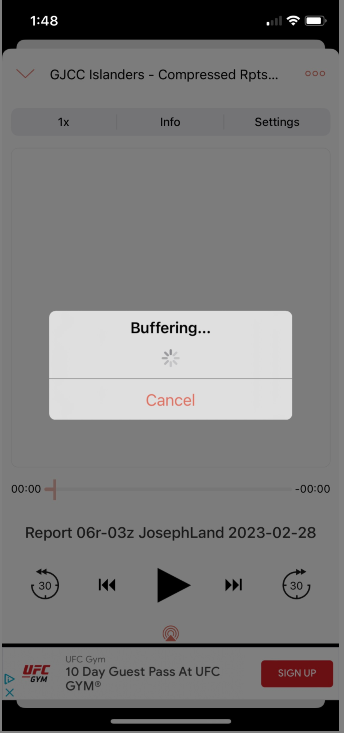 1:48
GJCC Islanders - Compressed Rpts...
1x
Info
Settings
Buffering...
Cancel
00:00
-00:00
Report 06r-03z JosephLand 2023-02-28
30
30
UFC
GYM
UFC Gym
10 Day Guest Pass At UFC
GYM®
SIGN UP